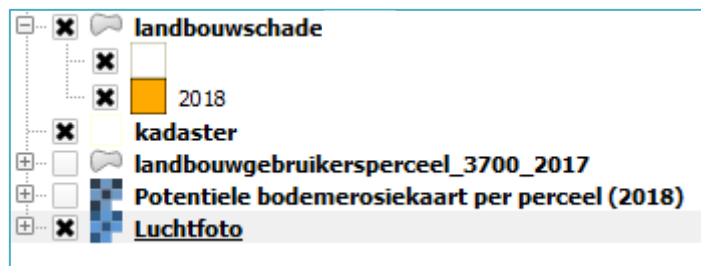 landbouwschade
2018
kadaster
landbouwgebruikersperceel_3700_2017
Potentiele bodemerosiekaart per perceel (2018)
Luchtfoto